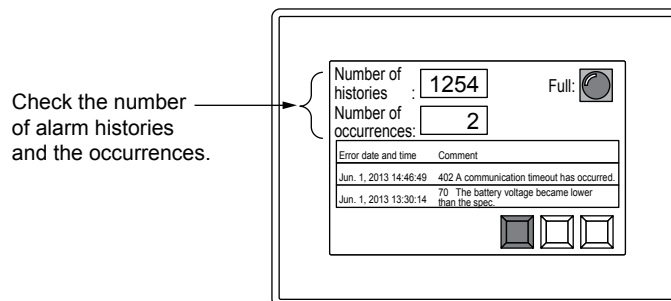 Check the number
of alarm histories
and the occurrences.
Number of
histories : 1254
Full:
Number of
occurrences: 2
Error date and time Comment
Jun. 1, 2013 14:46:49 402 A communication timeout has occurred.
Jun. 1, 2013 13:30:14 70 The battery voltage became lower
than the spec.